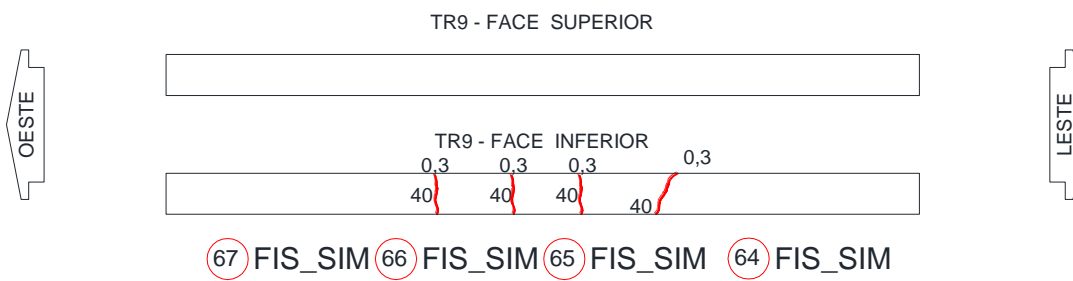 TR9 - FACE SUPERIOR
OESTE
LESTE
TR9 - FACE INFERIOR
0,3 0,3 0,3 0,3
40 40 40 40
67 FIS_SIM 66 FIS_SIM 65 FIS_SIM 64 FIS_SIM